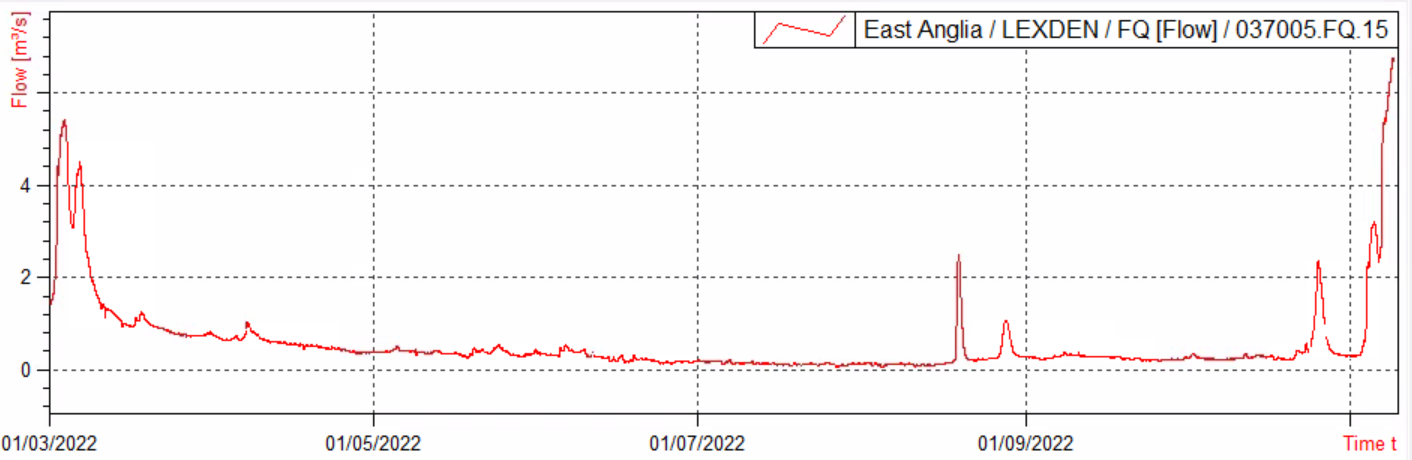 Flow [m³/s]
East Anglia / LEXDEN / FQ [Flow] / 037005.FQ.15
4
2
0
01/03/2022 01/05/2022 01/07/2022 01/09/2022 Time t